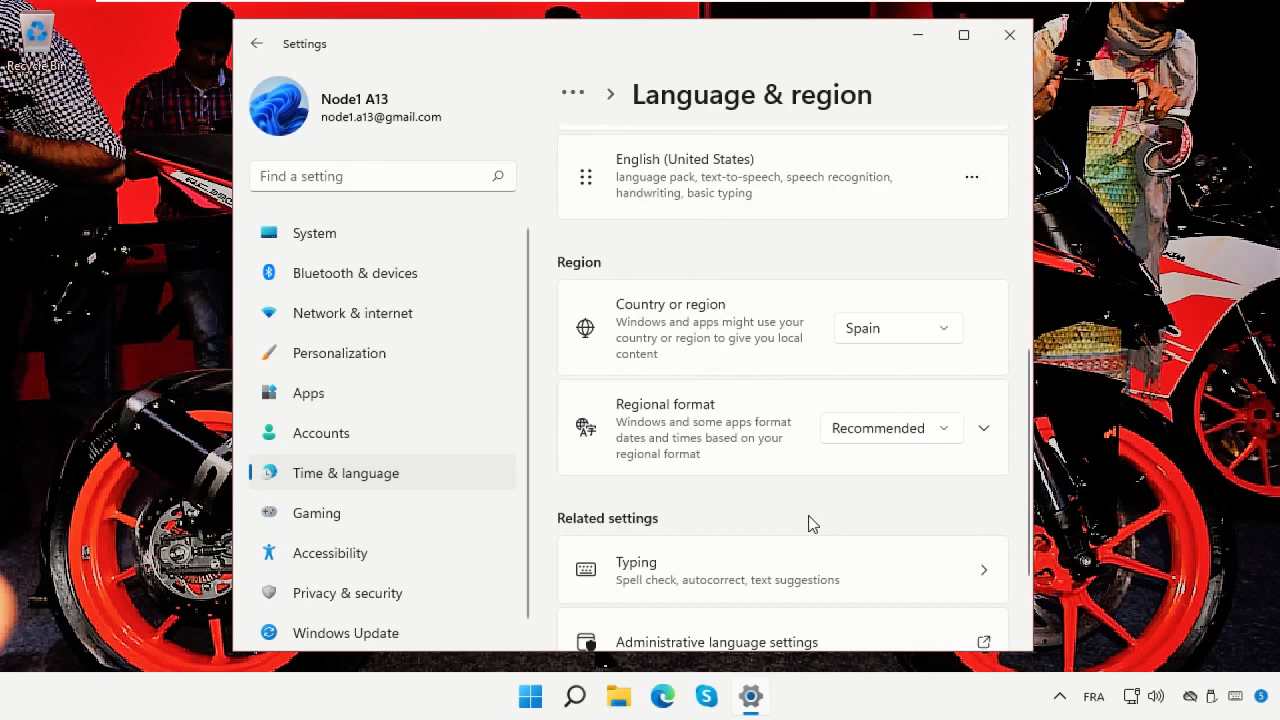 Recycle Bin
Settings
Node1 A13
node1.a13@gmail.com
Find a setting
System
Bluetooth & devices
Network & internet
Personalization
Apps
Accounts
Time & language
Gaming
Accessibility
Privacy & security
Windows Update
Language & region
English (United States)
language pack, text-to-speech, speech recognition,
handwriting, basic typing
Region
Country or region
Windows and apps might use your
country or region to give you local
content
Spain
Regional format
Windows and some apps format
dates and times based on your
regional format
Recommended
Related settings
Typing
Spell check, autocorrect, text suggestions
Administrative language settings
FRA
5